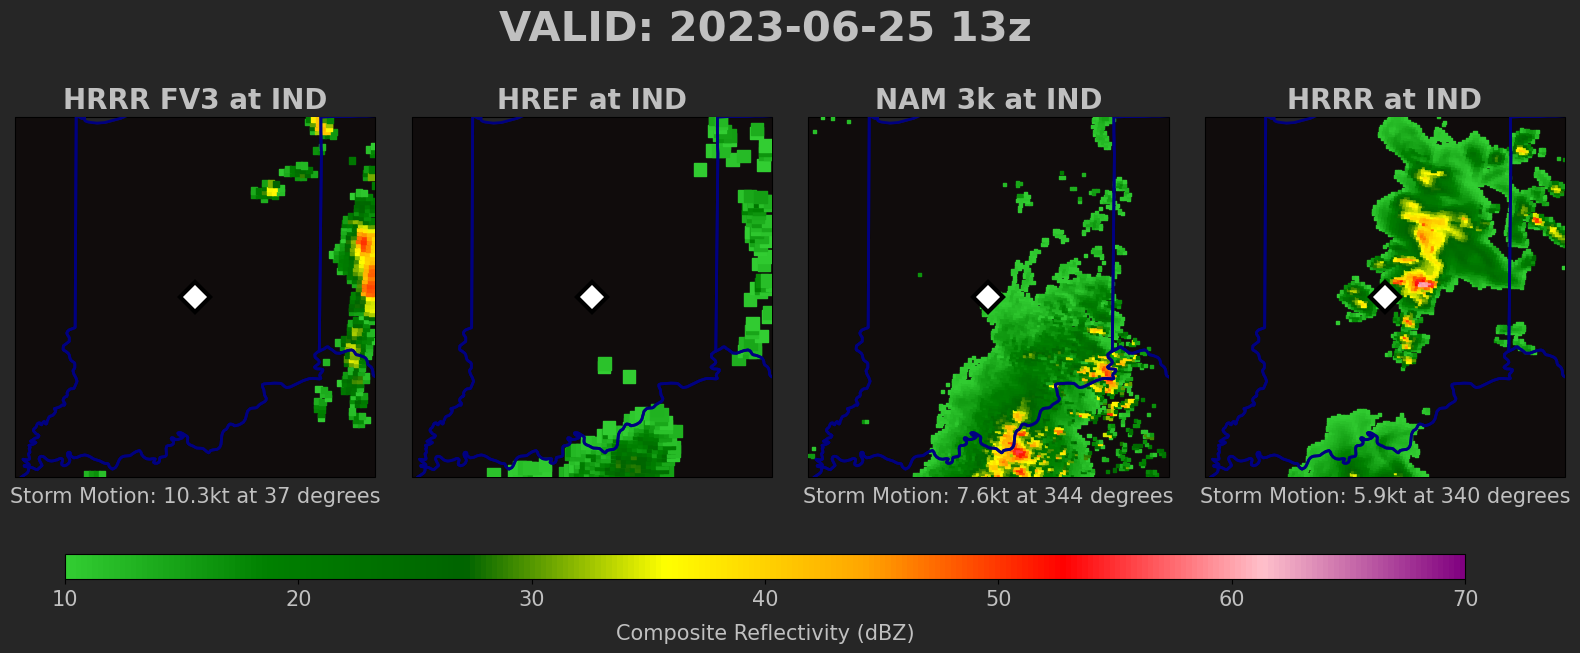 VALID: 2023-06-25 13z
HRRR FV3 at IND
HREF at IND
NAM 3k at IND
HRRR at IND
Storm Motion: 10.3kt at 37 degrees
Storm Motion: 7.6kt at 344 degrees
Storm Motion: 5.9kt at 340 degrees
10 20 30 40 50 60 70
Composite Reflectivity (dBZ)